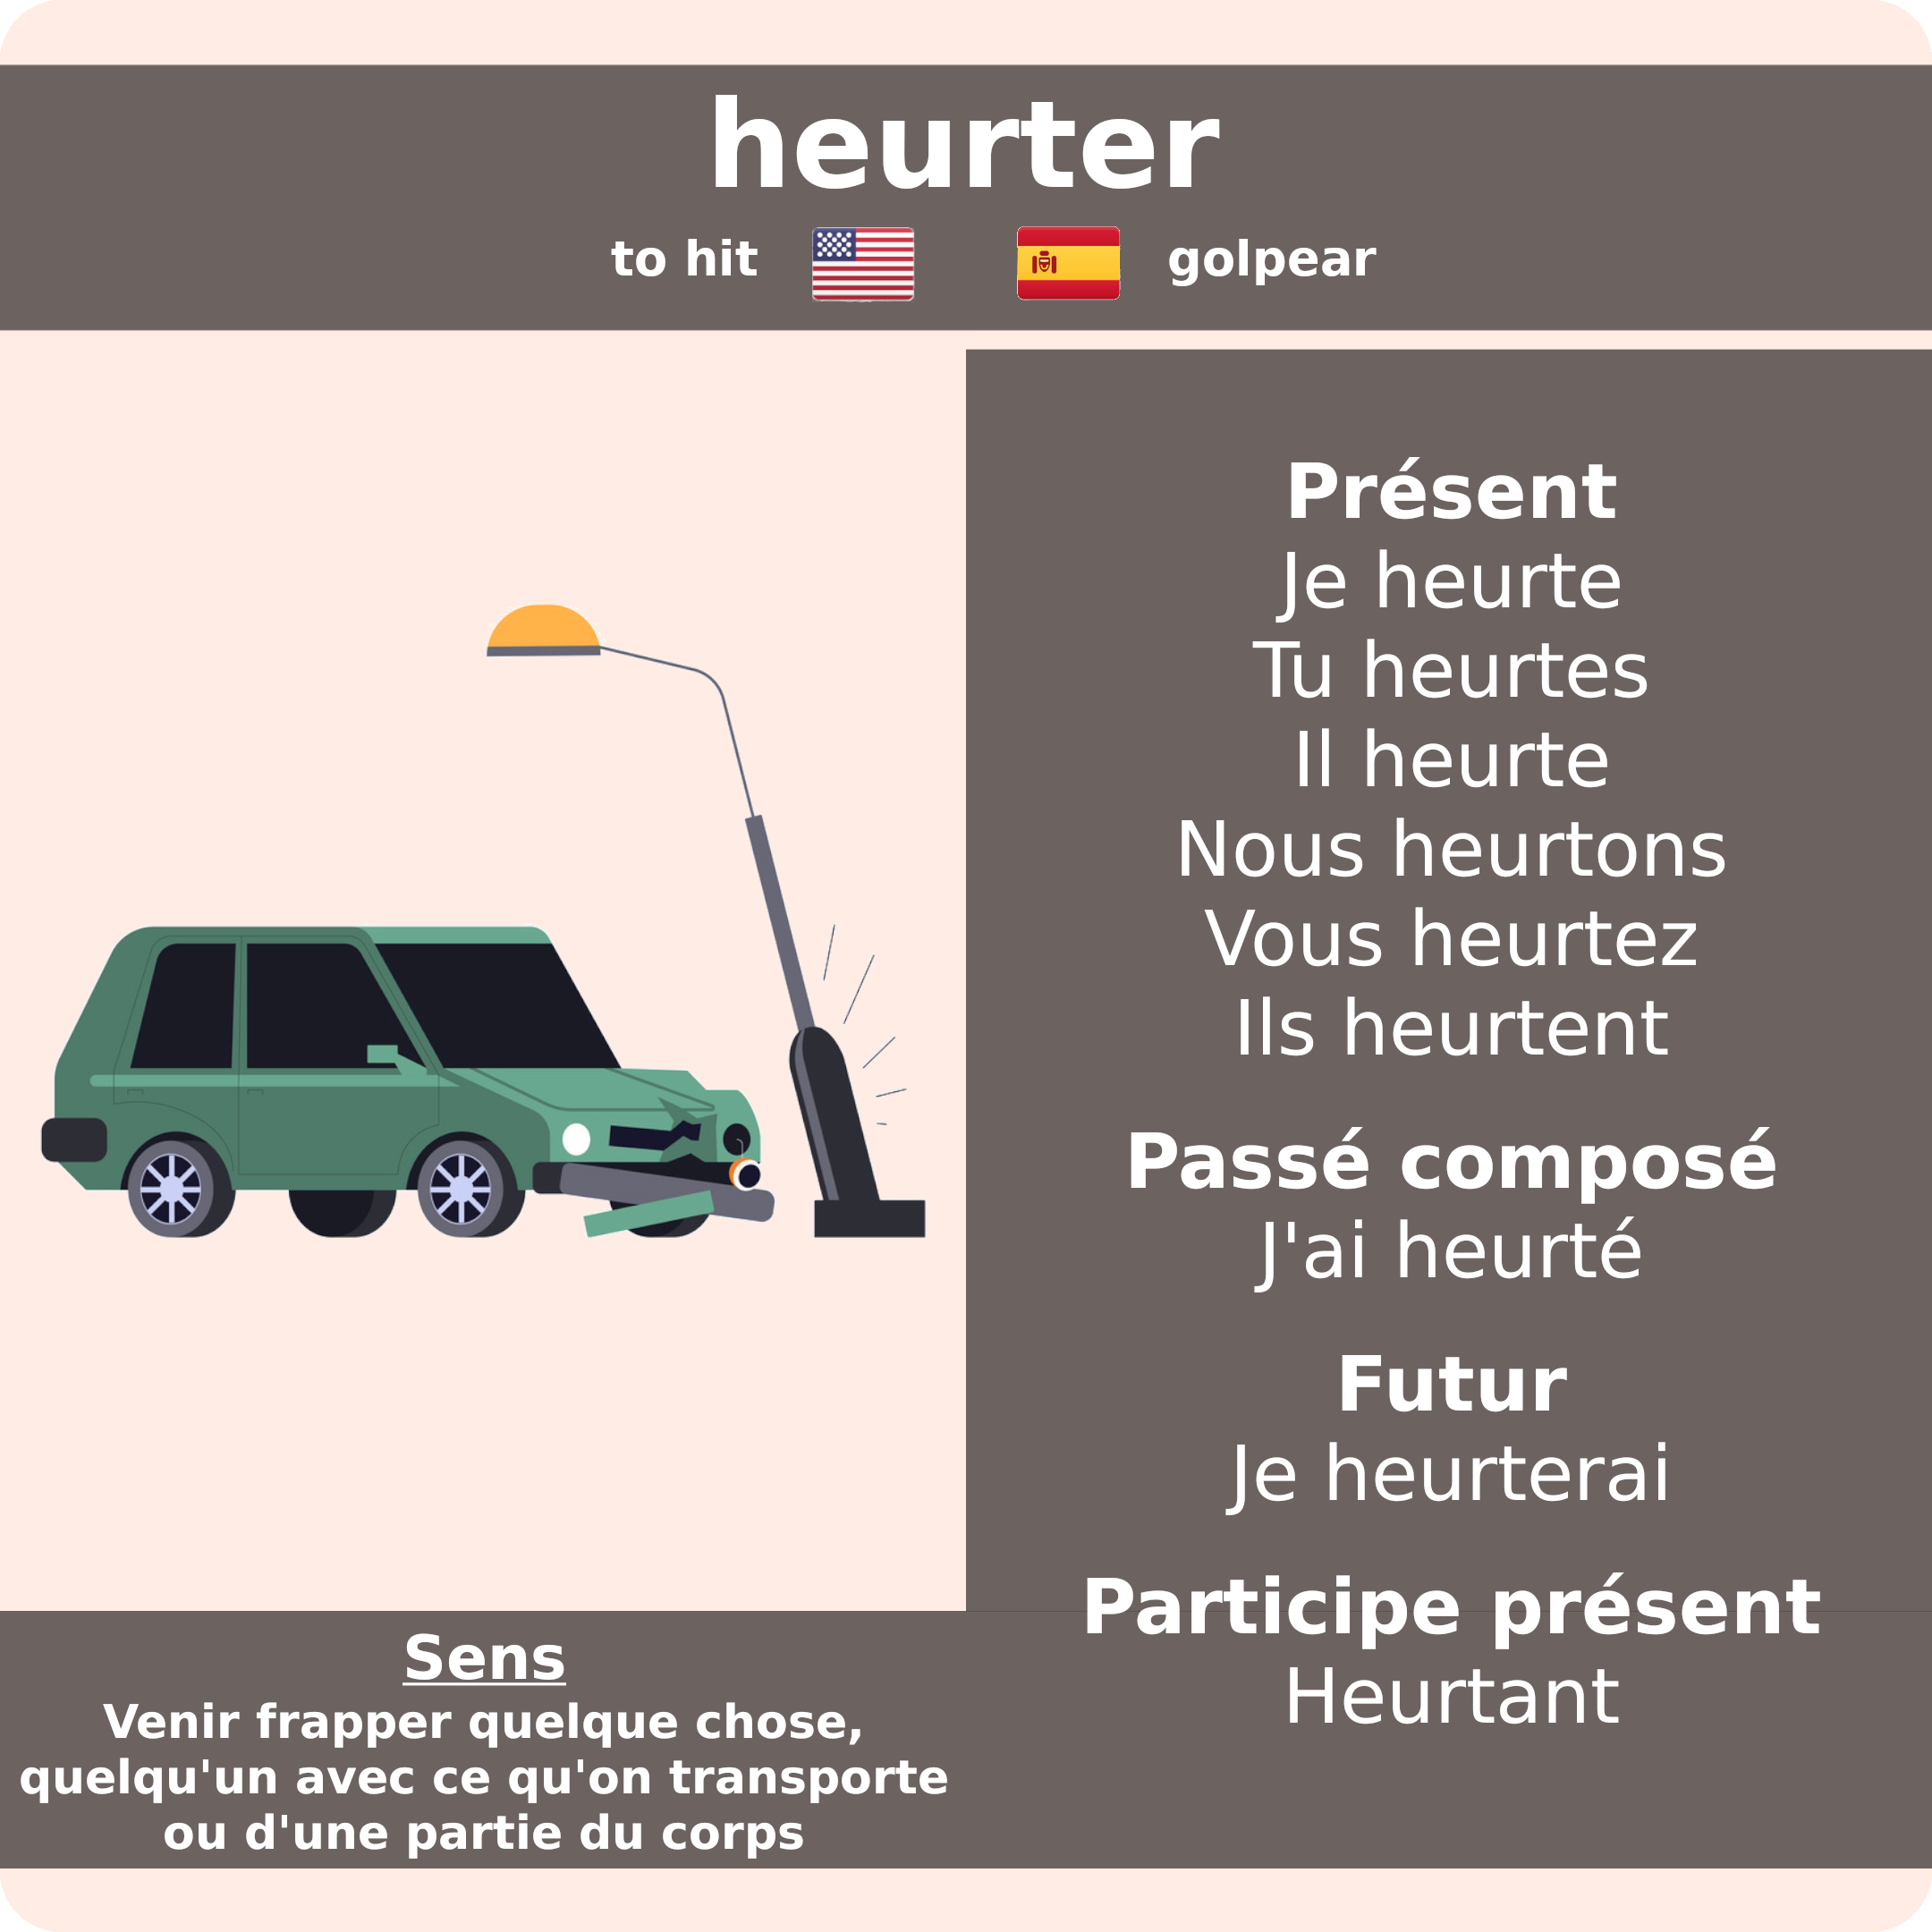 heurter
to hit
golpear
Présent
Je heurte
Tu heurtes
Il heurte
Nous heurtons
Vous heurtez
Ils heurtent
Passé composé
J'ai heurté
Futur
Je heurterai
Participe présent
Heurtant
Sens
Venir frapper quelque chose,
quelqu'un avec ce qu'on transporte
ou d'une partie du corps